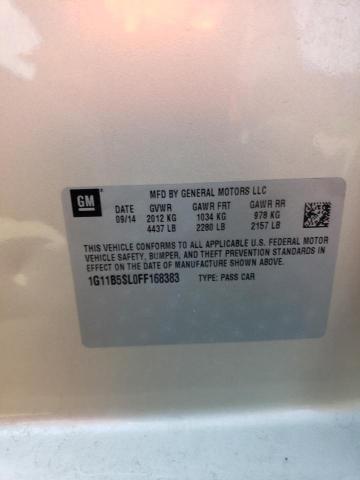 GM
MFD BY GENERAL MOTORS LLC
DATE GVWR GAWR FRT GAWR RR
09/14 2012 KG 1034 KG 978 KG
4437 LB 2280 LB 2157 LB
THIS VEHICLE CONFORMS TO ALL APPLICABLE U.S. FEDERAL MOTOR
VEHICLE SAFETY, BUMPER, AND THEFT PREVENTION STANDARDS IN
EFFECT ON THE DATE OF MANUFACTURE SHOWN ABOVE.
1G11B5SL0FF168383 TYPE: PASS CAR